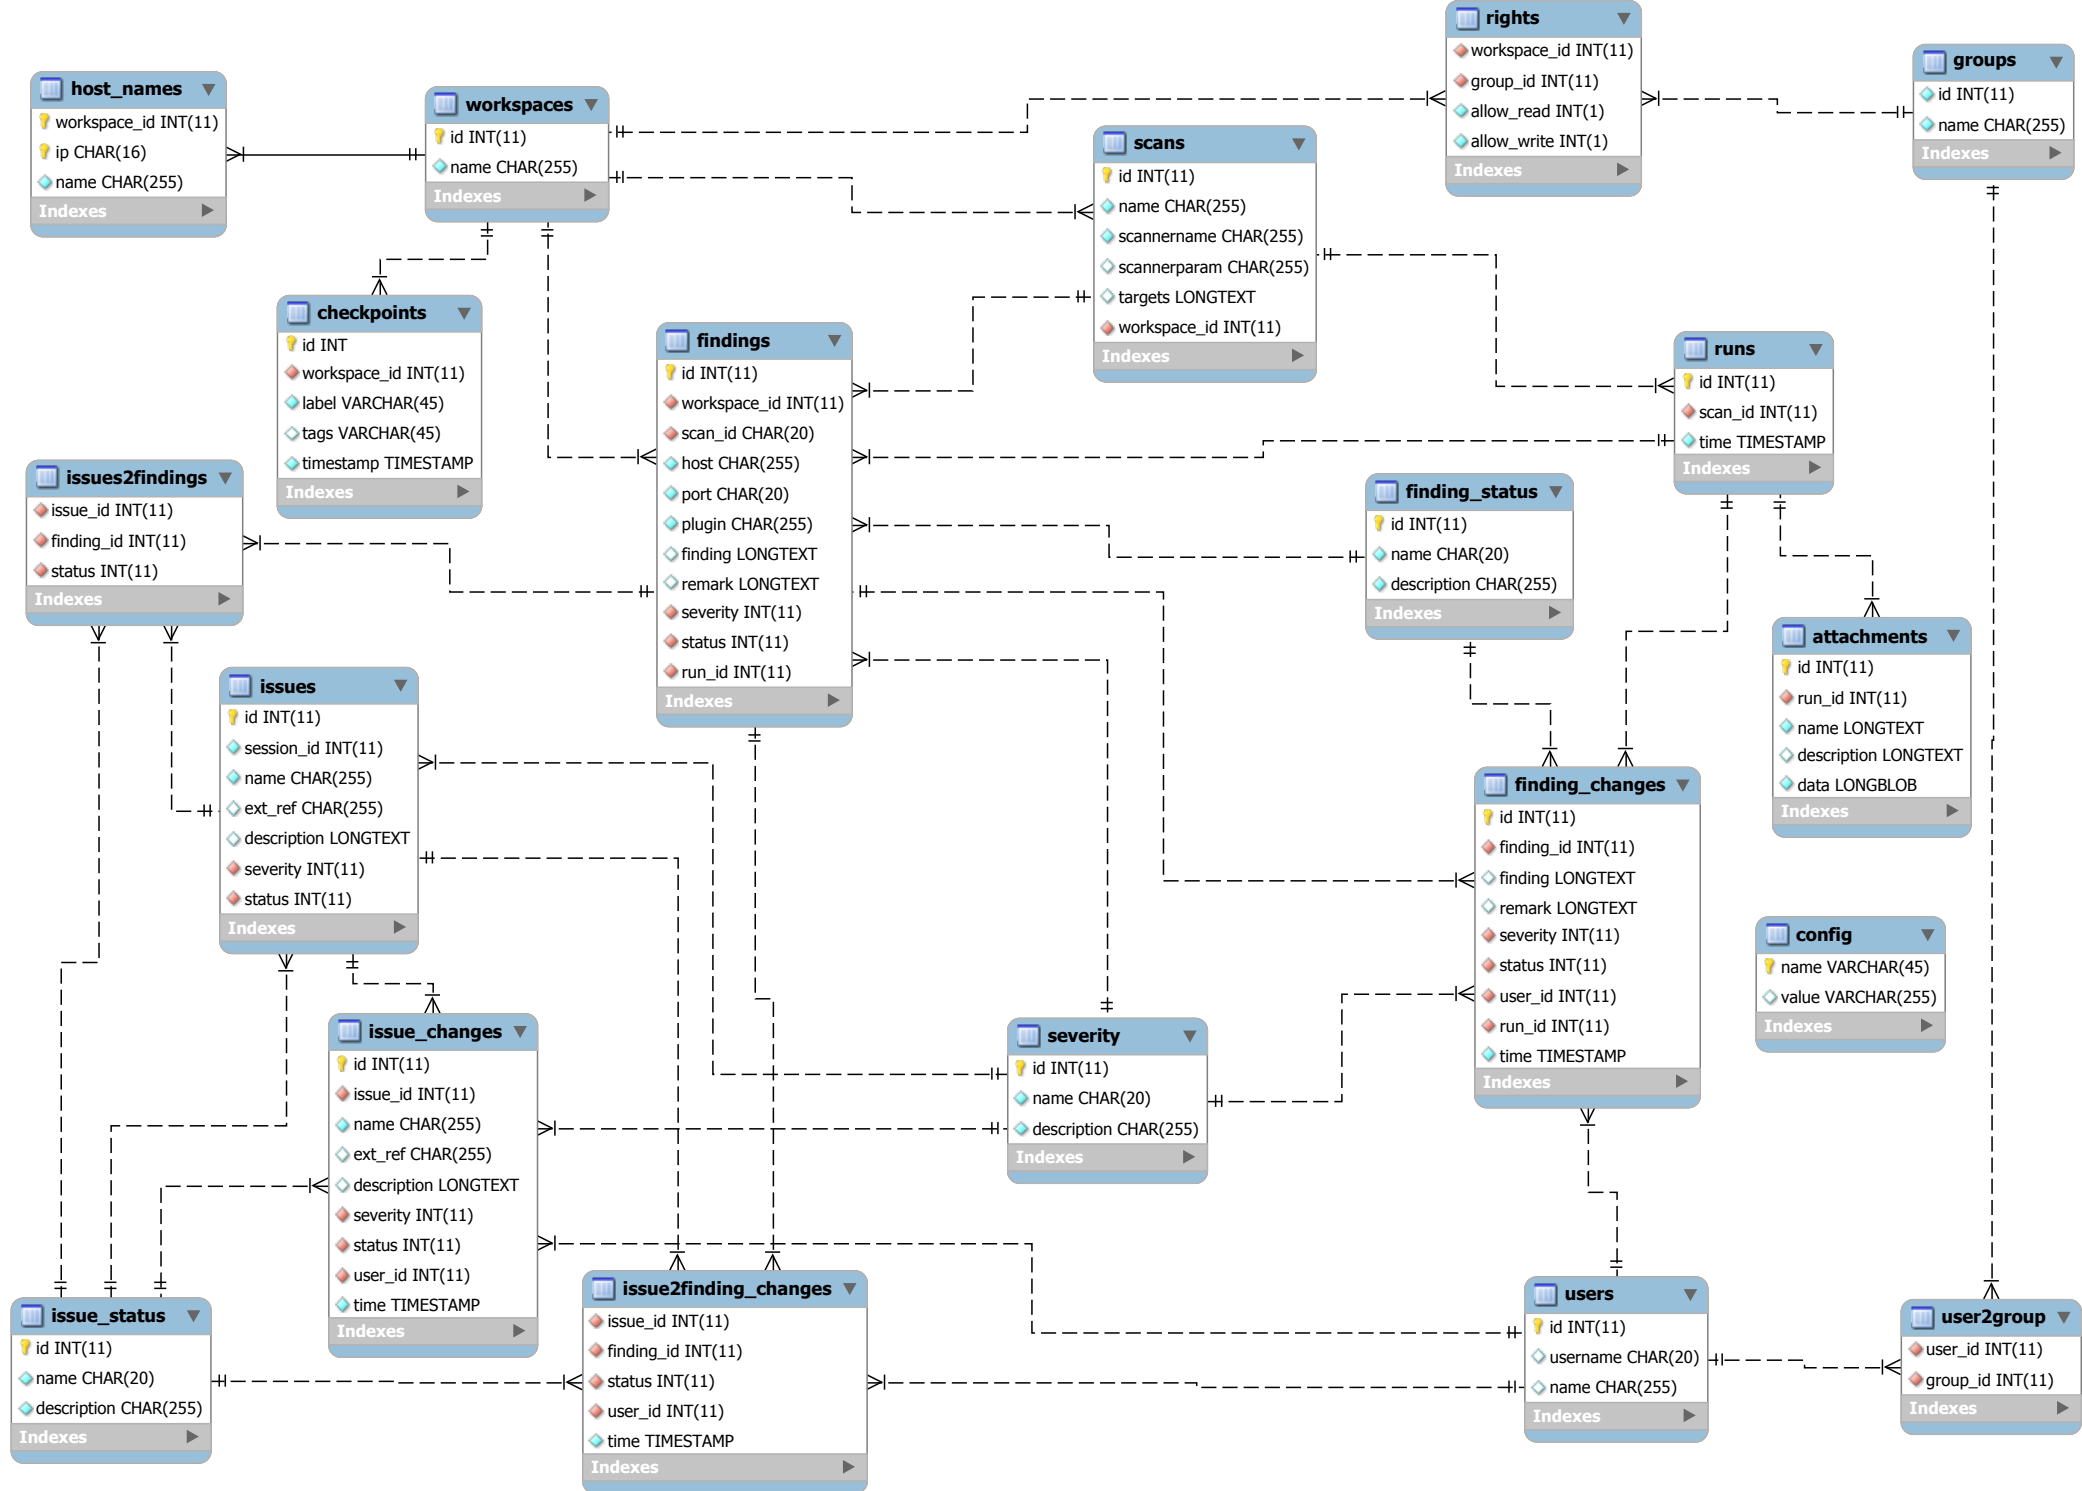 rights
workspace_id INT(11)
group_id INT(11)
allow_read INT(1)
allow_write INT(1)
Indexes
groups
id INT(11)
name CHAR(255)
Indexes
host_names
workspace_id INT(11)
ip CHAR(16)
name CHAR(255)
Indexes
workspaces
id INT(11)
name CHAR(255)
Indexes
scans
id INT(11)
name CHAR(255)
scannername CHAR(255)
scannerparam CHAR(255)
targets LONGTEXT
workspace_id INT(11)
Indexes
checkpoints
id INT
workspace_id INT(11)
label VARCHAR(45)
tags VARCHAR(45)
timestamp TIMESTAMP
Indexes
findings
id INT(11)
workspace_id INT(11)
scan_id CHAR(20)
host CHAR(255)
port CHAR(20)
plugin CHAR(255)
finding LONGTEXT
remark LONGTEXT
severity INT(11)
status INT(11)
run_id INT(11)
Indexes
runs
id INT(11)
scan_id INT(11)
time TIMESTAMP
Indexes
issues2findings
issue_id INT(11)
finding_id INT(11)
status INT(11)
Indexes
finding_status
id INT(11)
name CHAR(20)
description CHAR(255)
Indexes
attachments
id INT(11)
run_id INT(11)
name LONGTEXT
description LONGTEXT
data LONGBLOB
Indexes
issues
id INT(11)
session_id INT(11)
name CHAR(255)
ext_ref CHAR(255)
description LONGTEXT
severity INT(11)
status INT(11)
Indexes
finding_changes
id INT(11)
finding_id INT(11)
finding LONGTEXT
remark LONGTEXT
severity INT(11)
status INT(11)
user_id INT(11)
run_id INT(11)
time TIMESTAMP
Indexes
config
name VARCHAR(45)
value VARCHAR(255)
Indexes
issue_changes
id INT(11)
issue_id INT(11)
name CHAR(255)
ext_ref CHAR(255)
description LONGTEXT
severity INT(11)
status INT(11)
user_id INT(11)
time TIMESTAMP
Indexes
severity
id INT(11)
name CHAR(20)
description CHAR(255)
Indexes
issue_status
id INT(11)
name CHAR(20)
description CHAR(255)
Indexes
issue2finding_changes
issue_id INT(11)
finding_id INT(11)
status INT(11)
user_id INT(11)
time TIMESTAMP
Indexes
users
id INT(11)
username CHAR(20)
name CHAR(255)
Indexes
user2group
user_id INT(11)
group_id INT(11)
Indexes